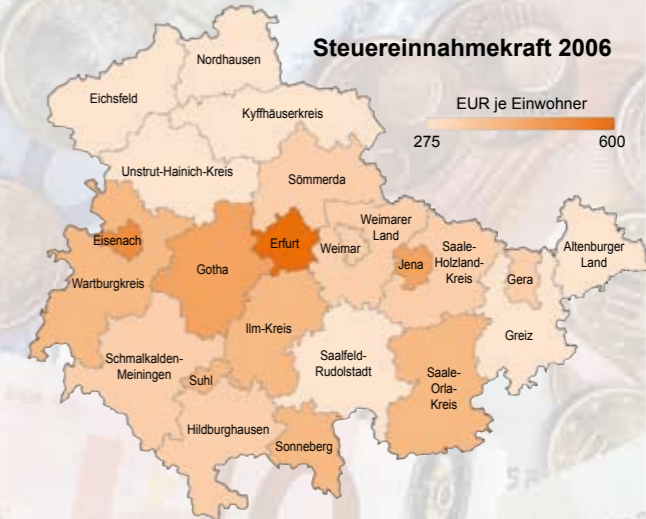 Steuereinnahmekraft 2006
EUR je Einwohner
275 600
Nordhausen
Eichsfeld
Kyffhäuserkreis
Unstrut-Hainich-Kreis
Sömmerda
Weimarer
Land
Eisenach
Erfurt
Weimar
Gotha
Jena
Saale-
Holzland-
Kreis
Gera
Altenburger
Land
Wartburgkreis
Ilm-Kreis
Greiz
Schmalkalden-
Meiningen
Suhl
Saalfeld-
Rudolstadt
Saale-
Orla-
Kreis
Hildburghausen
Sonneberg